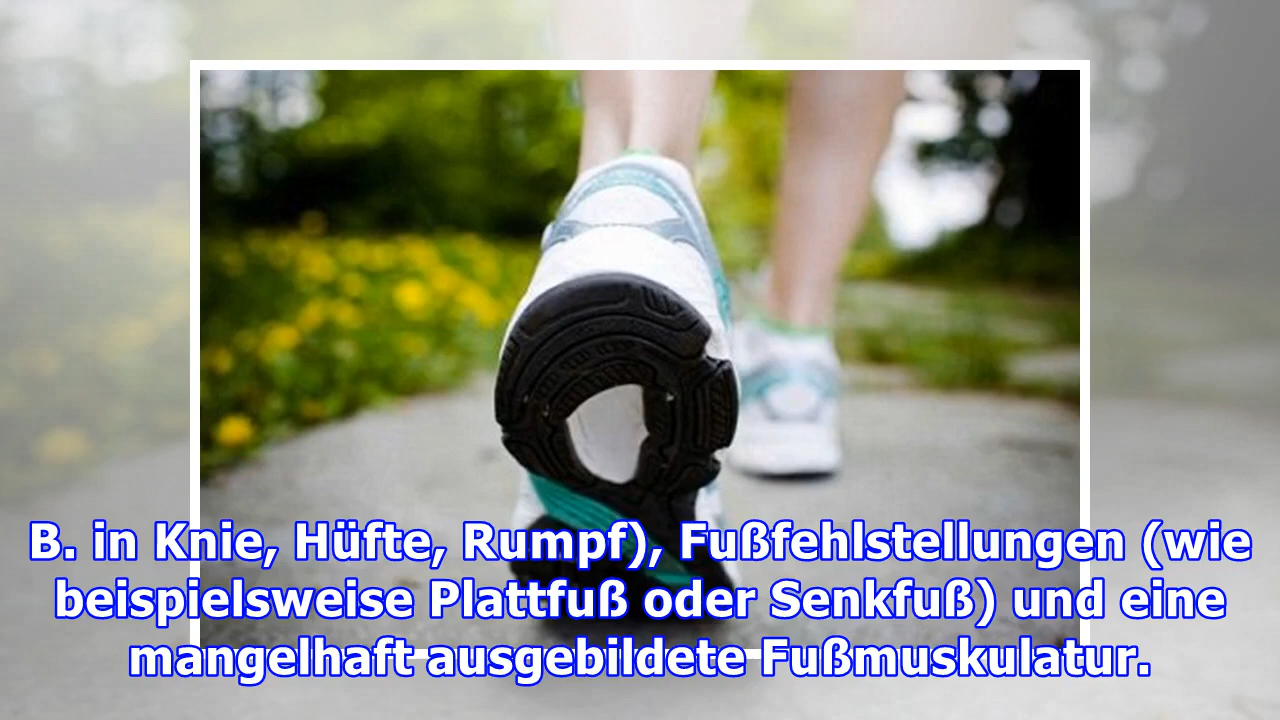 B. in Knie, Hüfte, Rumpf), Fußfehlstellungen (wie
beispielsweise Plattfuß oder Senkfuß) und eine
mangelhaft ausgebildete Fußmuskulatur.